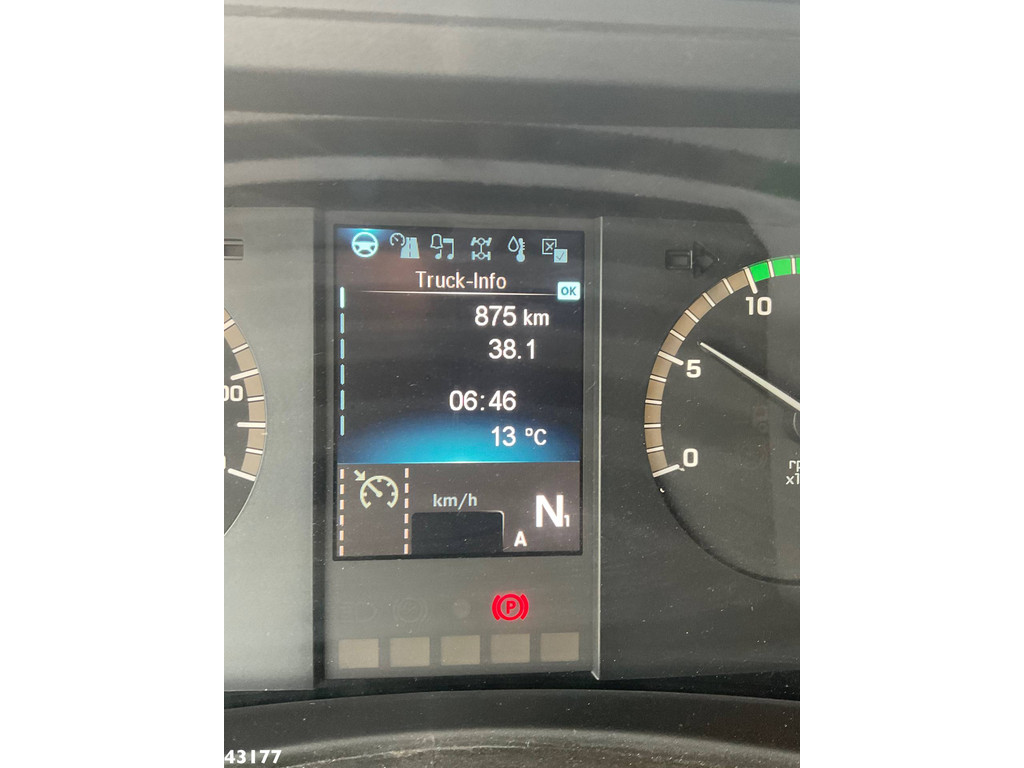 Truck-Info
OK
875 km
38.1
06:46
13 °C
km/h
N1
A
P
10
5
0
43177